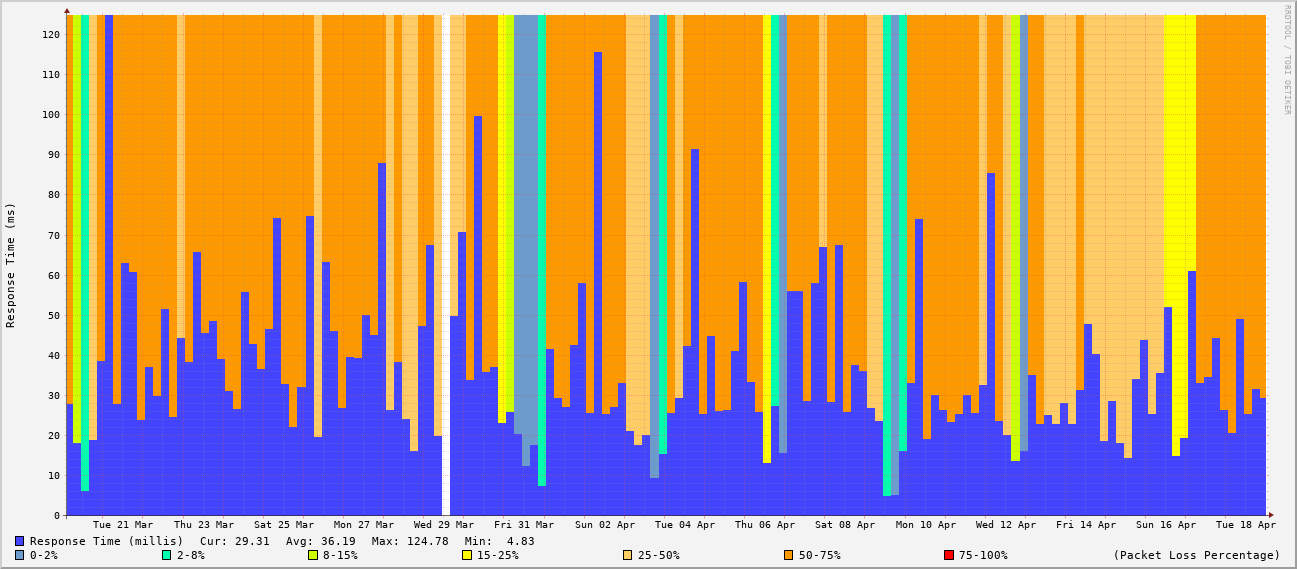 RRDTOOL / TOBI OETIKER
Response Time (ms)
120
110
100
90
80
70
60
50
40
30
20
10
0
Tue 21 Mar Thu 23 Mar Sat 25 Mar Mon 27 Mar Wed 29 Mar Fri 31 Mar Sun 02 Apr Tue 04 Apr Thu 06 Apr Sat 08 Apr Mon 10 Apr Wed 12 Apr Fri 14 Apr Sun 16 Apr Tue 18 Apr
Response Time (millis) Cur: 29.31 Avg: 36.19 Max: 124.78 Min: 4.83
0-2% 2-8% 8-15% 15-25% 25-50% 50-75% 75-100% (Packet Loss Percentage)